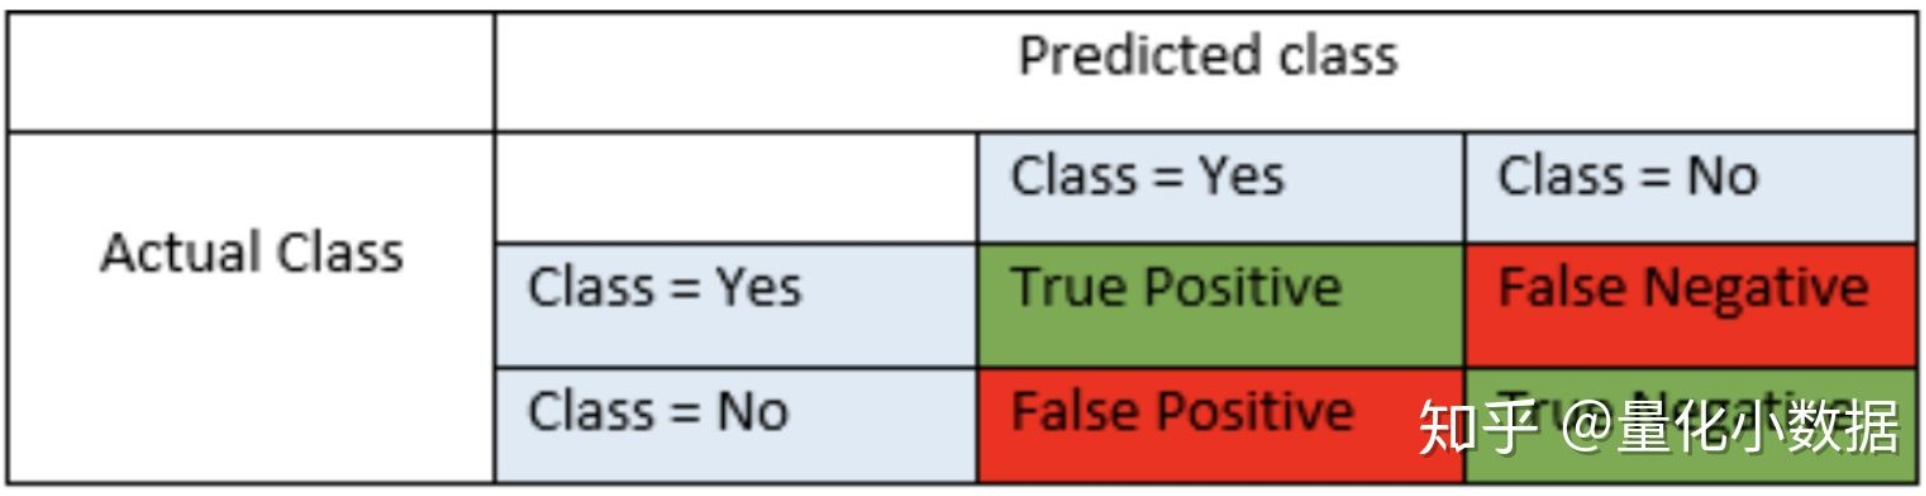 Predicted class
Class = Yes
Class = No
Actual Class
Class = Yes
True Positive
False Negative
Class = No
False Positive
True Negative
知乎 @量化小数据